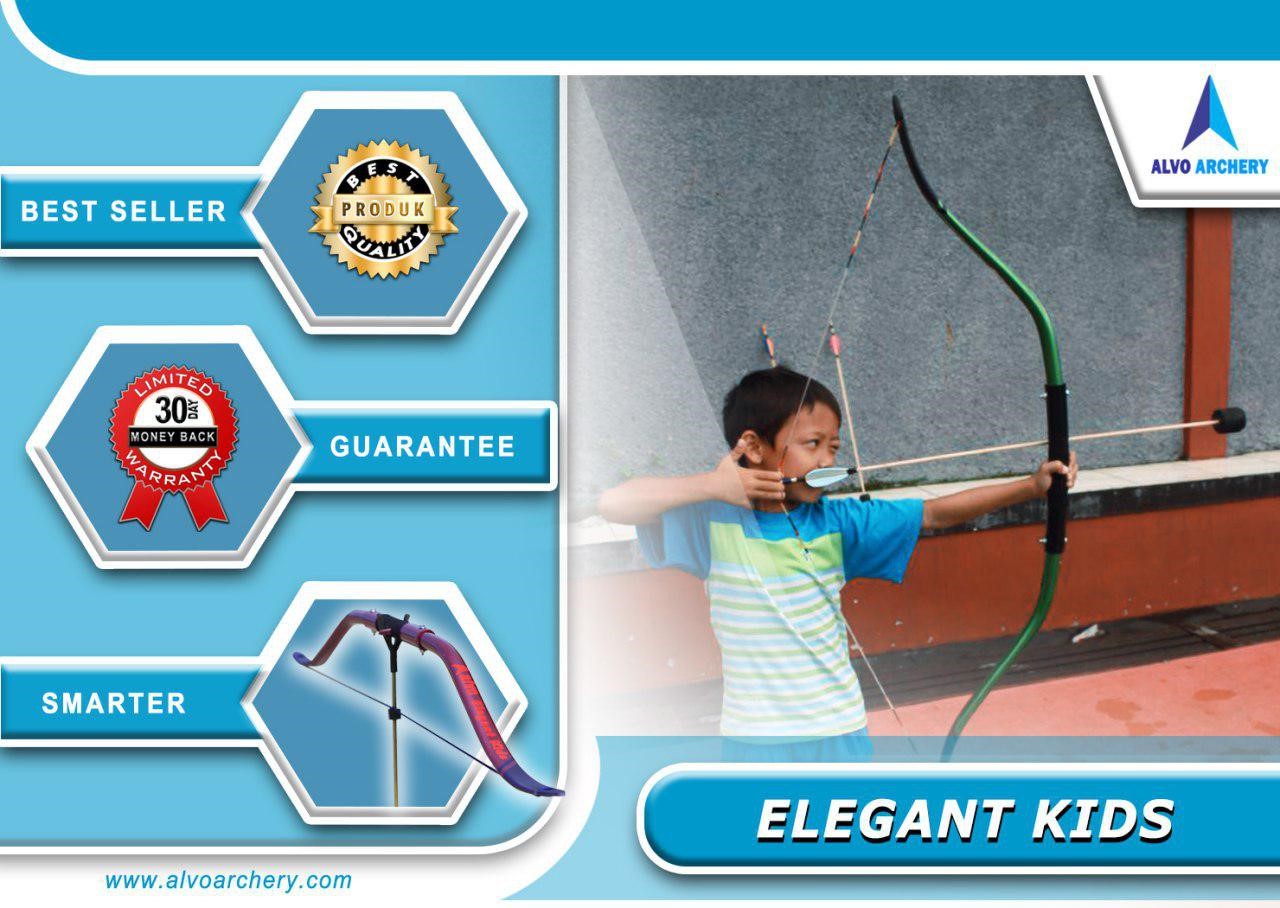 ALVO ARCHERY
BEST SELLER
BEST
PRODUK
QUALITY
LIMITED
30 DAY
MONEY BACK
WARRANTY
GUARANTEE
SMARTER
ELEGANT KIDS
www.alvoarchery.com